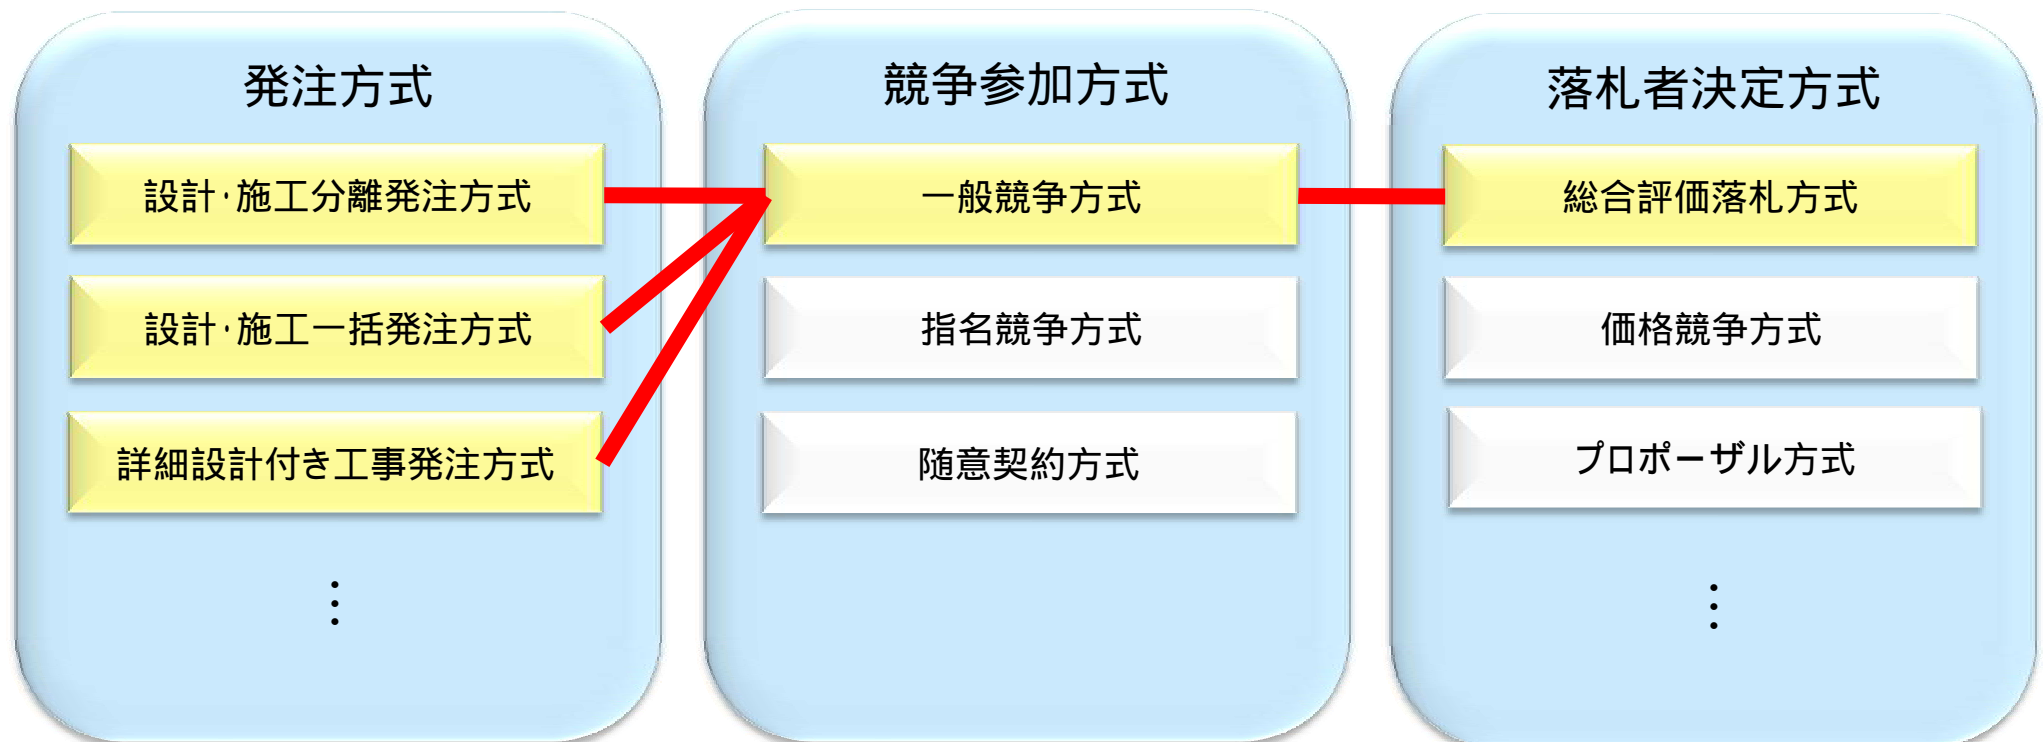 発注方式
設計・施工分離発注方式
設計・施工一括発注方式
詳細設計付き工事発注方式
⋮
競争参加方式
一般競争方式
指名競争方式
随意契約方式
落札者決定方式
総合評価落札方式
価格競争方式
プロポーザル方式
⋮